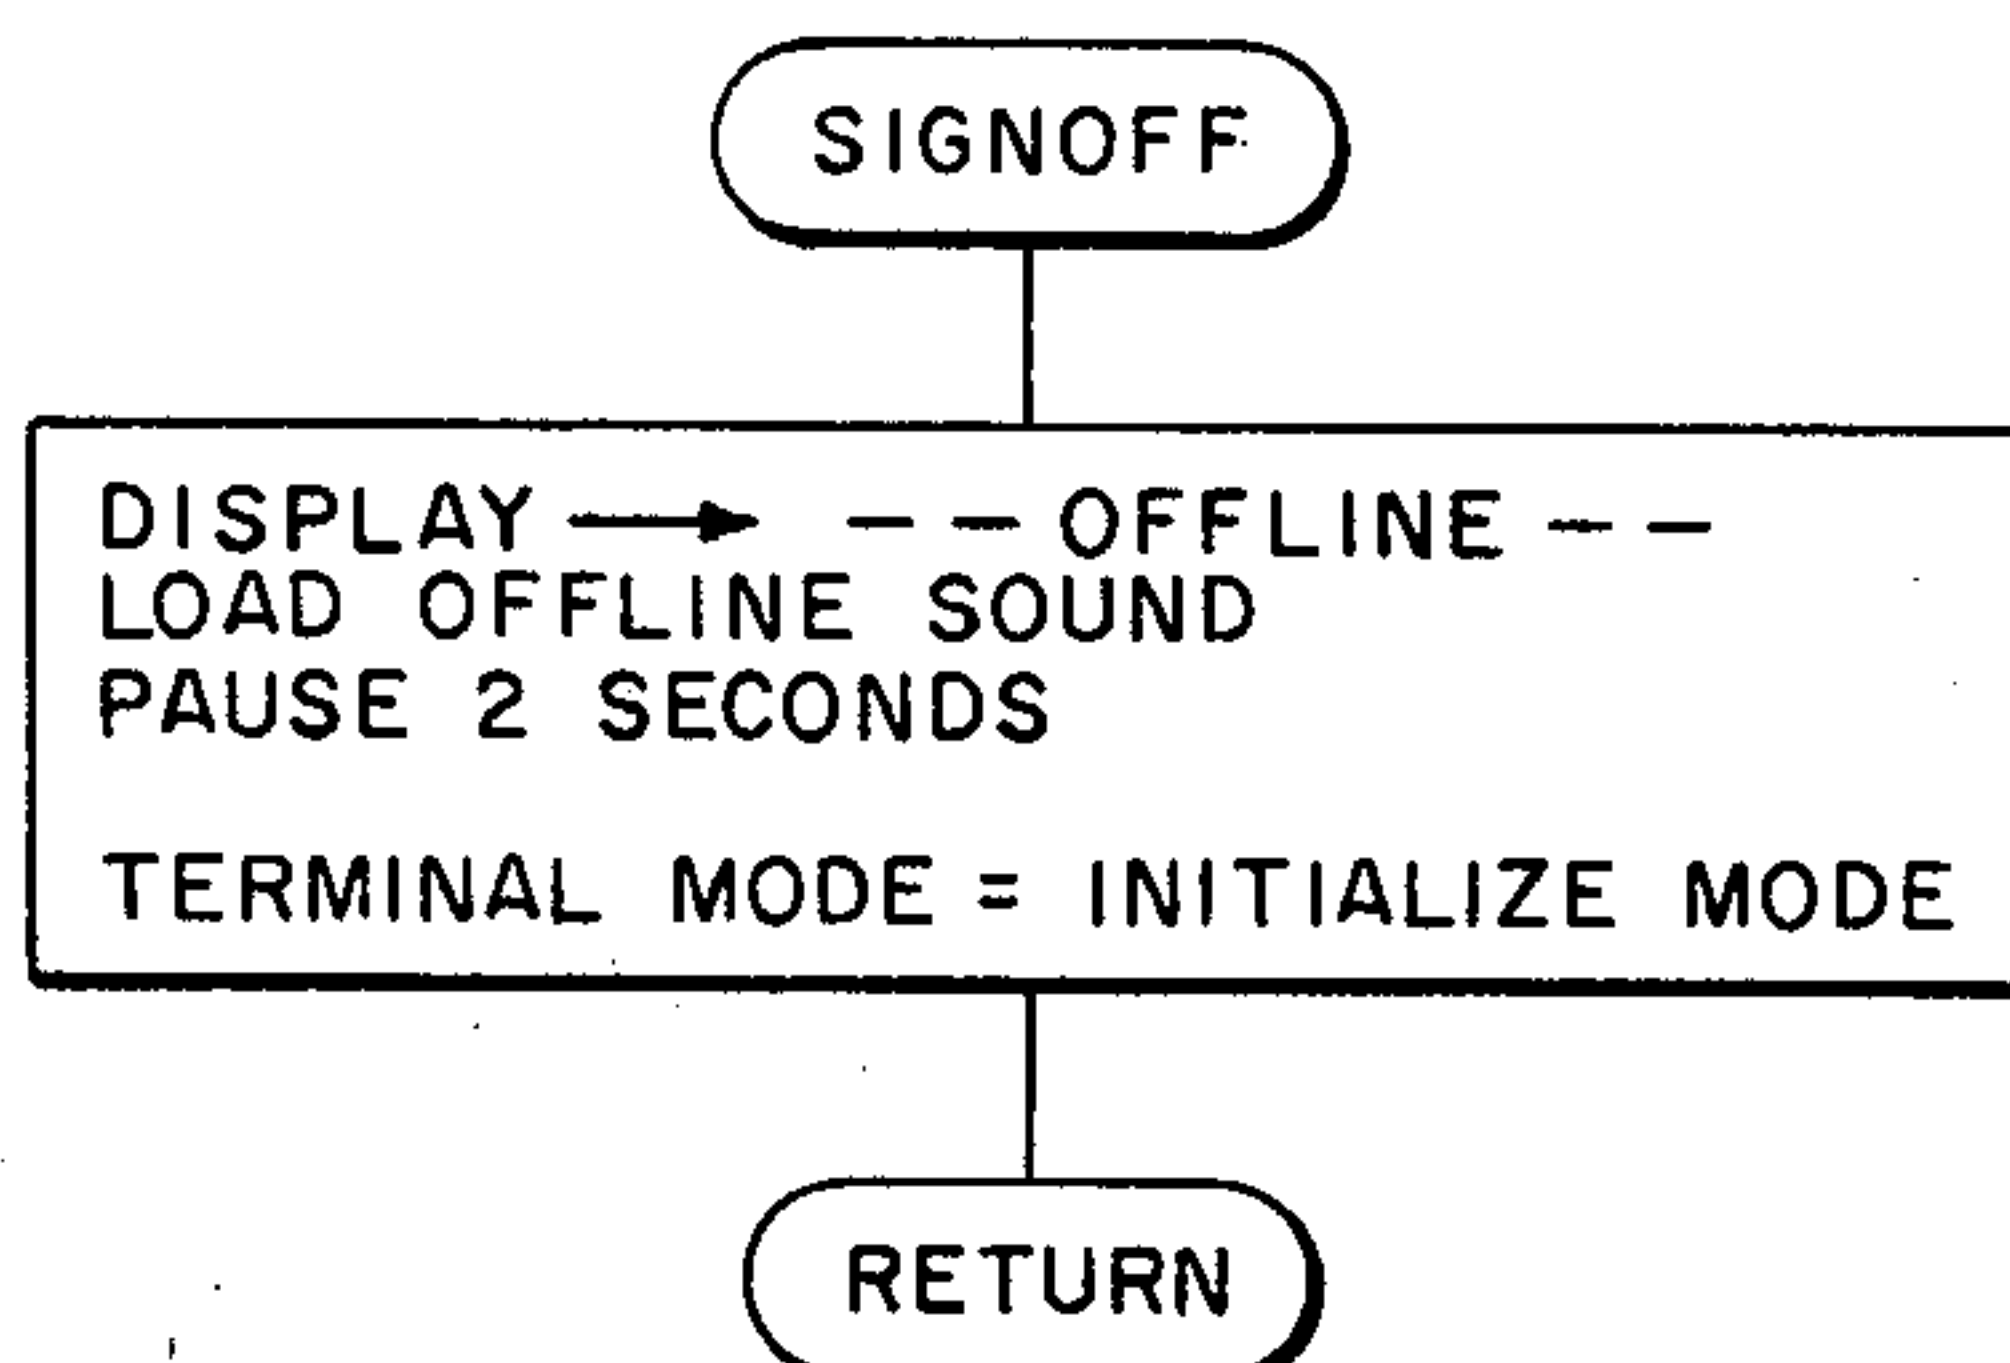 SIGNOFF
DISPLAY → -- OFFLINE --
LOAD OFFLINE SOUND
PAUSE 2 SECONDS
TERMINAL MODE = INITIALIZE MODE
RETURN